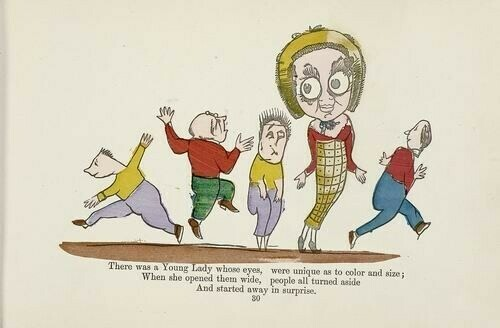 There was a Young Lady whose eyes, were unique as to color and size;
When she opened them wide, people all turned aside
And started away in surprise.
30